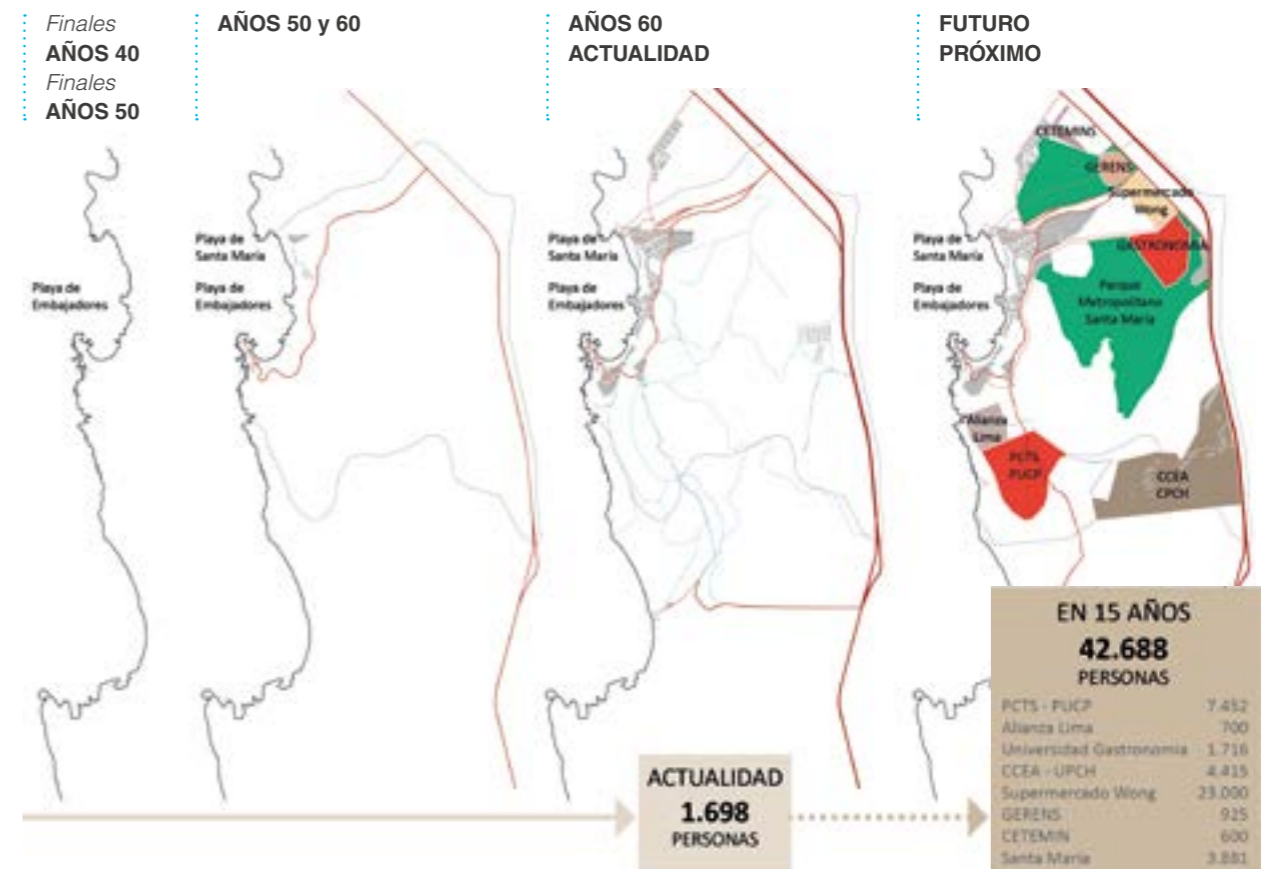 Finales
AÑOS 40
Finales
AÑOS 50
Playa de
Embajadores
AÑOS 50 y 60
Playa de
Santa María
Playa de
Embajadores
AÑOS 60
ACTUALIDAD
Playa de
Santa María
Playa de
Embajadores
FUTURO
PRÓXIMO
CETEMINS
GERENS
Supermercado
Wong
GASTRONOMIA
Playa de
Santa María
Playa de
Embajadores
Parque
Metropolitano
Santa María
Alianza
Lima
PCTS
PUCP
CCEA
CPCH
ACTUALIDAD
1.698
PERSONAS
EN 15 AÑOS
42.688
PERSONAS
PCTS - PUCP 7.452
Alianza Lima 700
Universidad Gastronomia 1.716
CCEA - UPCH 4.415
Supermercado Wong 23.000
GERENS 925
CETEMIN 600
Santa María 3.881